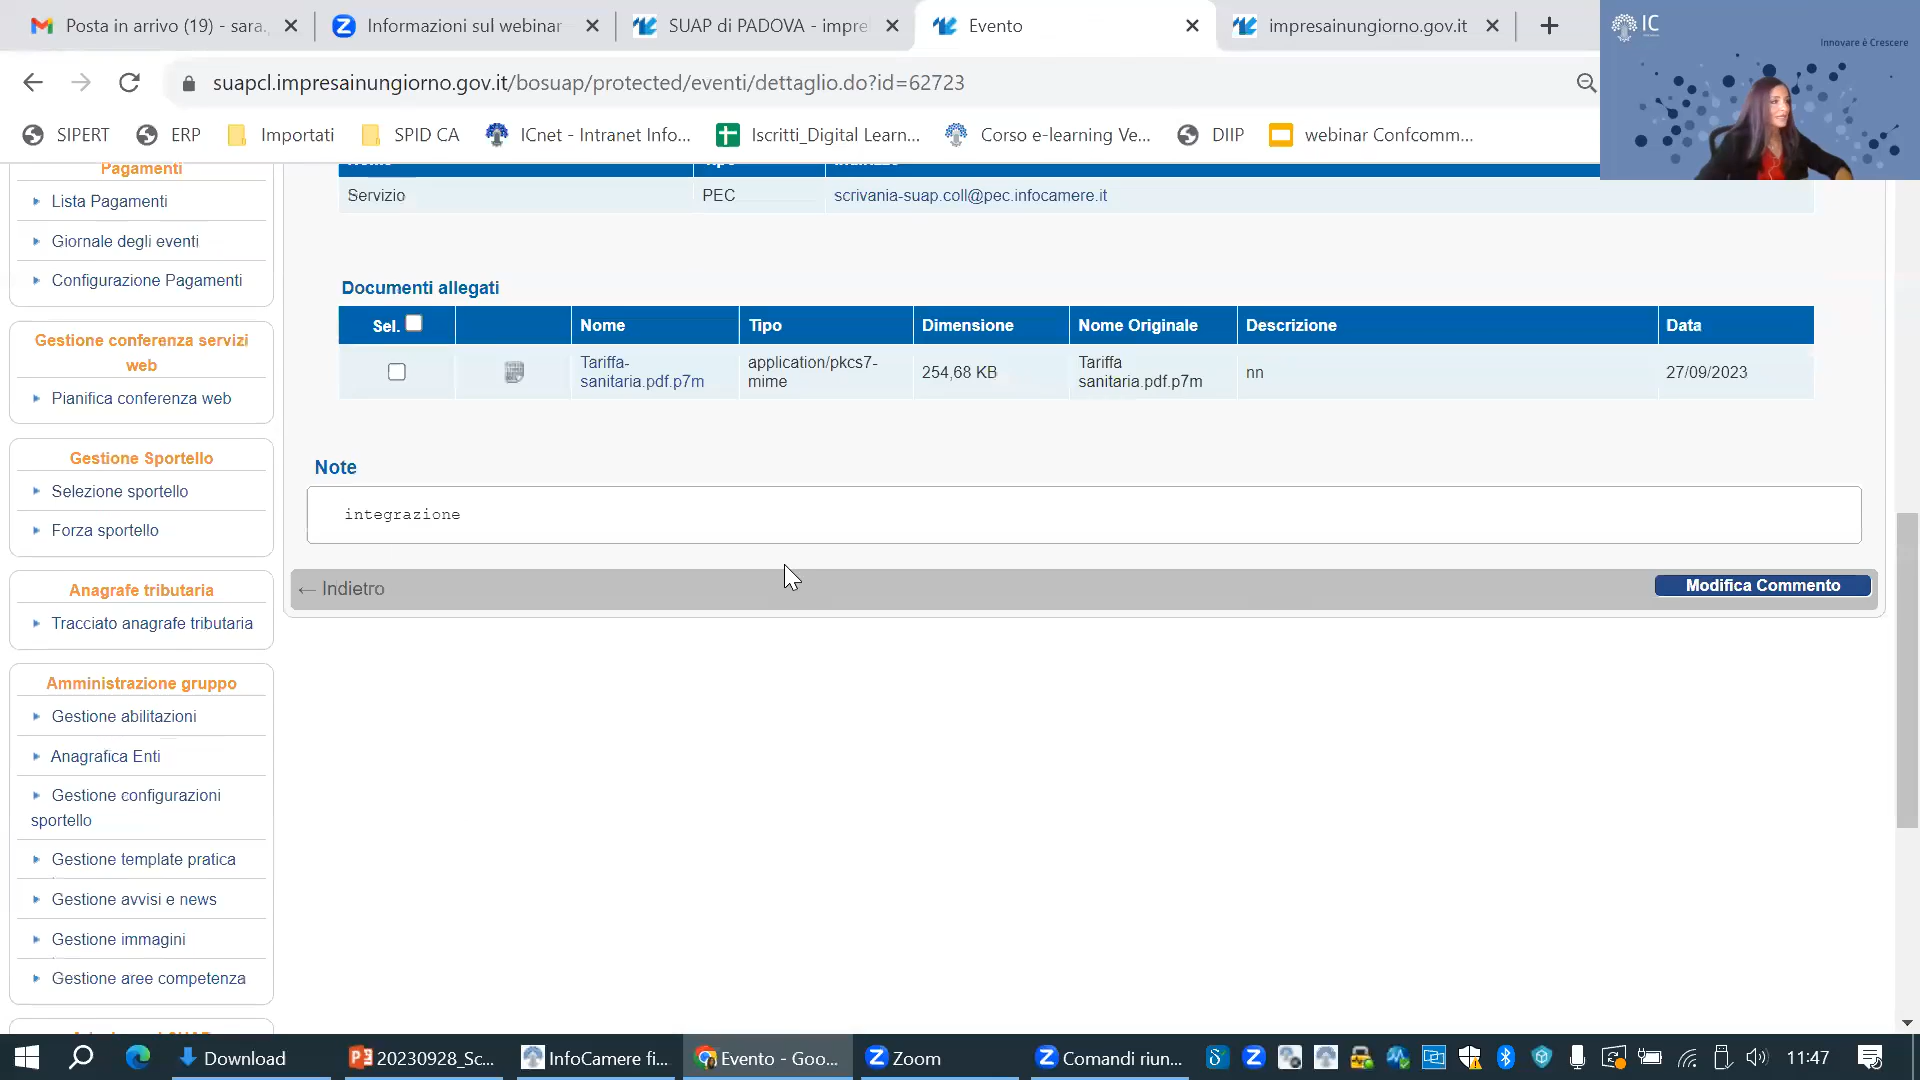 Posta in arrivo (19) - sara.
Informazioni sul webinar
SUAP di PADOVA - impre
Evento
impresainungiorno.gov.it
IC
Innovare è Crescere
suapcl.impresainungiorno.gov.it/bosuap/protected/eventi/dettaglio.do?id=62723
SIPERT
ERP
Importati
SPID CA
ICnet - Intranet Info...
Iscritti_Digital Learn...
Corso e-learning Ve...
DIIP
webinar Confcomm...
Pagamenti
Lista Pagamenti
Giornale degli eventi
Configurazione Pagamenti
Gestione conferenza servizi
web
Pianifica conferenza web
Gestione Sportello
Selezione sportello
Forza sportello
Anagrafe tributaria
Tracciato anagrafe tributaria
Amministrazione gruppo
Gestione abilitazioni
Anagrafica Enti
Gestione configurazioni
sportello
Gestione template pratica
Gestione avvisi e news
Gestione immagini
Gestione aree competenza
Servizio PEC scrivania-suap.coll@pec.infocamere.it
Documenti allegati
Sel. Nome Tipo Dimensione Nome Originale Descrizione Data
Tariffa-
sanitaria.pdf.p7m
application/pkcs7-
mime
254,68 KB
Tariffa
sanitaria.pdf.p7m
nn
27/09/2023
Note
integrazione
← Indietro
Modifica Commento
Download
20230928_Sc...
InfoCamere fi...
Evento - Goo...
Zoom
Comandi riun...
11:47